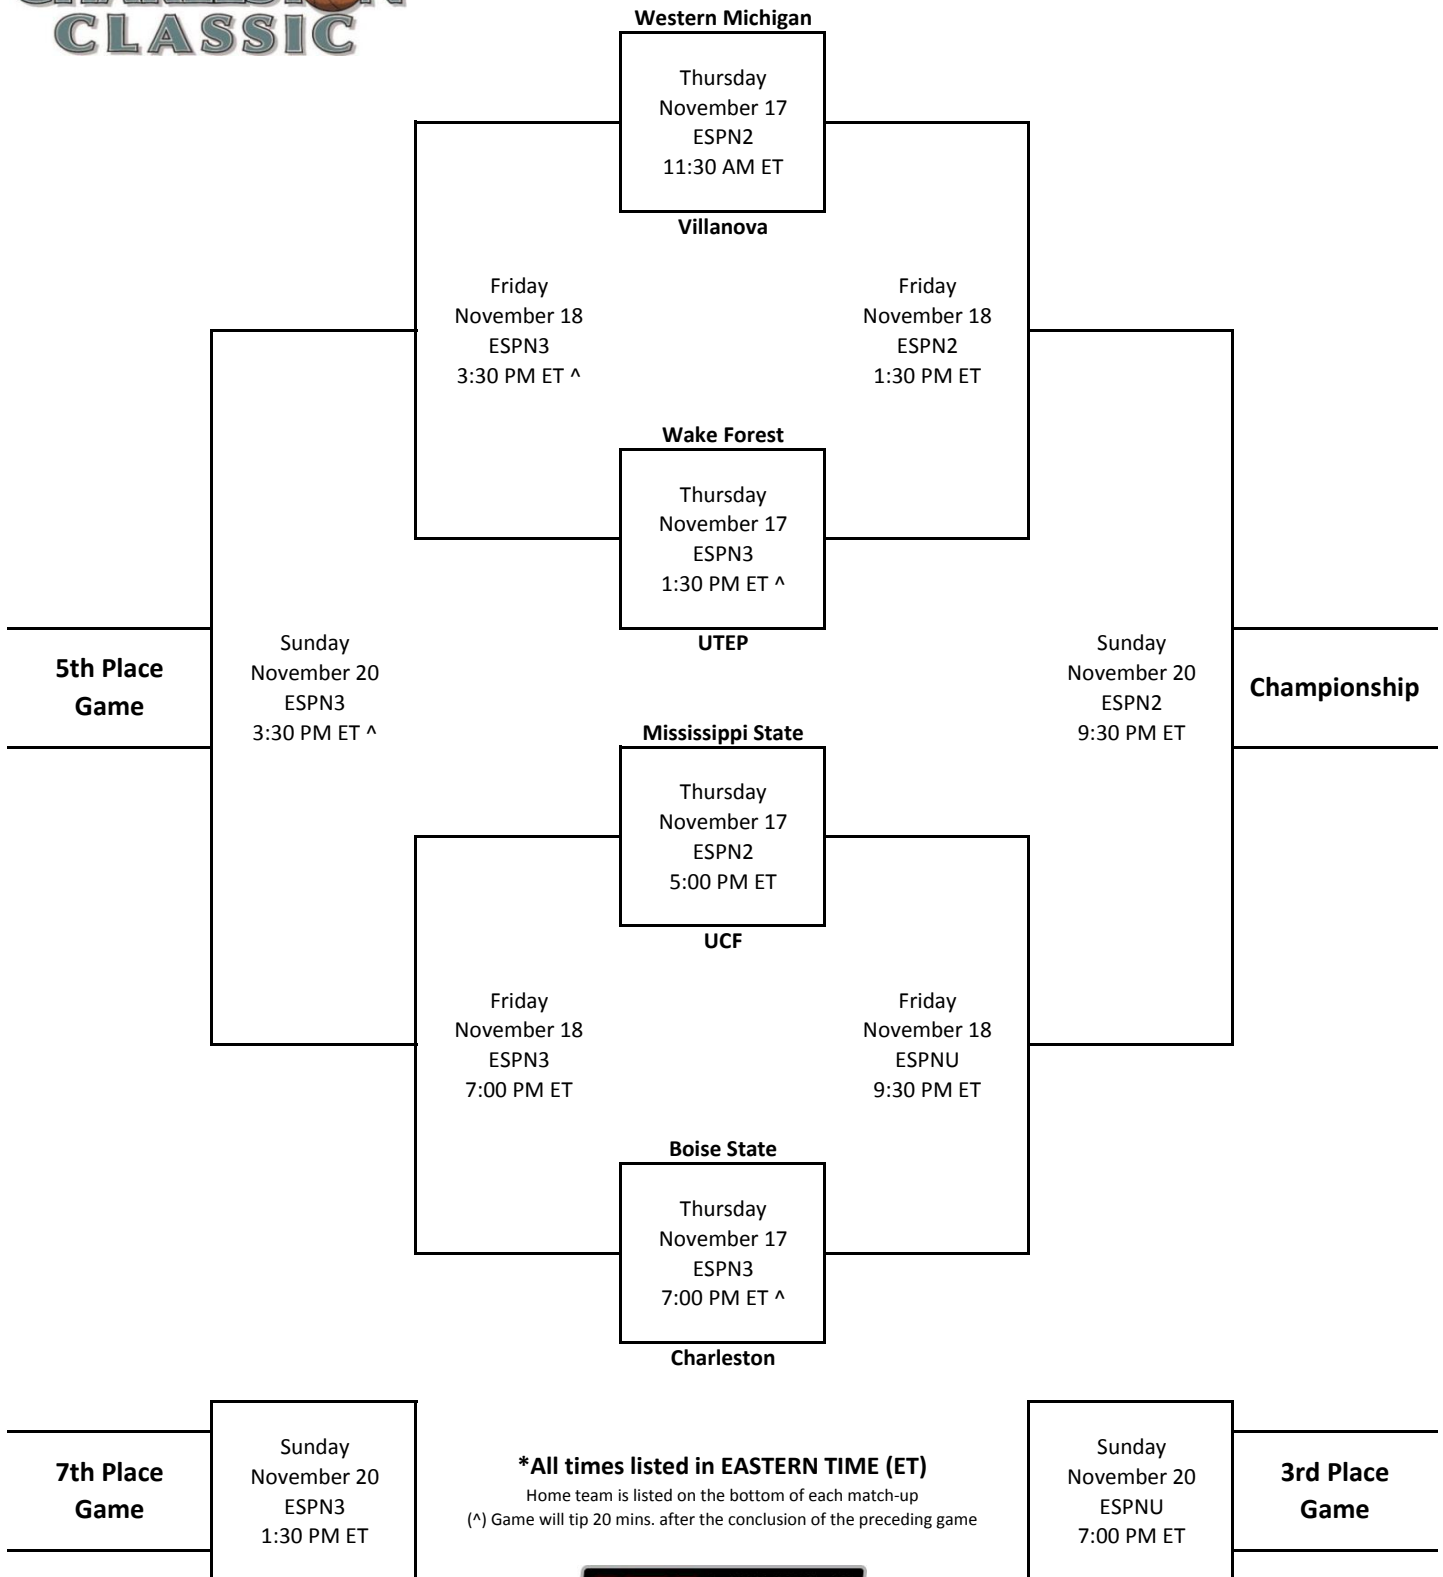 CLASSIC
Western Michigan
Thursday
November 17
ESPN2
11:30 AM ET
Villanova
Friday
November 18
ESPN3
3:30 PM ET ^
Friday
November 18
ESPN2
1:30 PM ET
Wake Forest
Thursday
November 17
ESPN3
1:30 PM ET ^
UTEP
5th Place
Game
Sunday
November 20
ESPN3
3:30 PM ET ^
Sunday
November 20
ESPN2
9:30 PM ET
Championship
Mississippi State
Thursday
November 17
ESPN2
5:00 PM ET
UCF
Friday
November 18
ESPN3
7:00 PM ET
Friday
November 18
ESPNU
9:30 PM ET
Boise State
Thursday
November 17
ESPN3
7:00 PM ET ^
Charleston
7th Place
Game
Sunday
November 20
ESPN3
1:30 PM ET
*All times listed in EASTERN TIME (ET)
Home team is listed on the bottom of each match-up
(^) Game will tip 20 mins. after the conclusion of the preceding game
Sunday
November 20
ESPNU
7:00 PM ET
3rd Place
Game